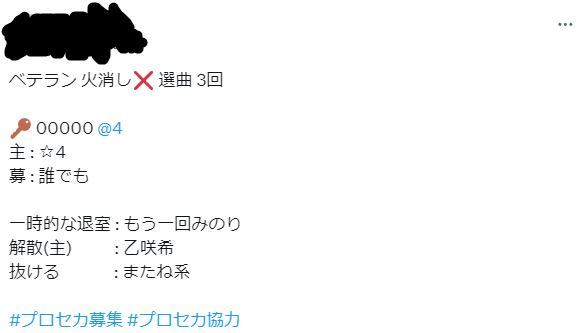 ベテラン 火消し❌ 選曲 3回
🔑 00000 @4
主 : ☆4
募 : 誰でも
一時的な退室 : もう一回みのり
解散(主) : 乙咲希
抜ける : またね系
#プロセカ募集 #プロセカ協力